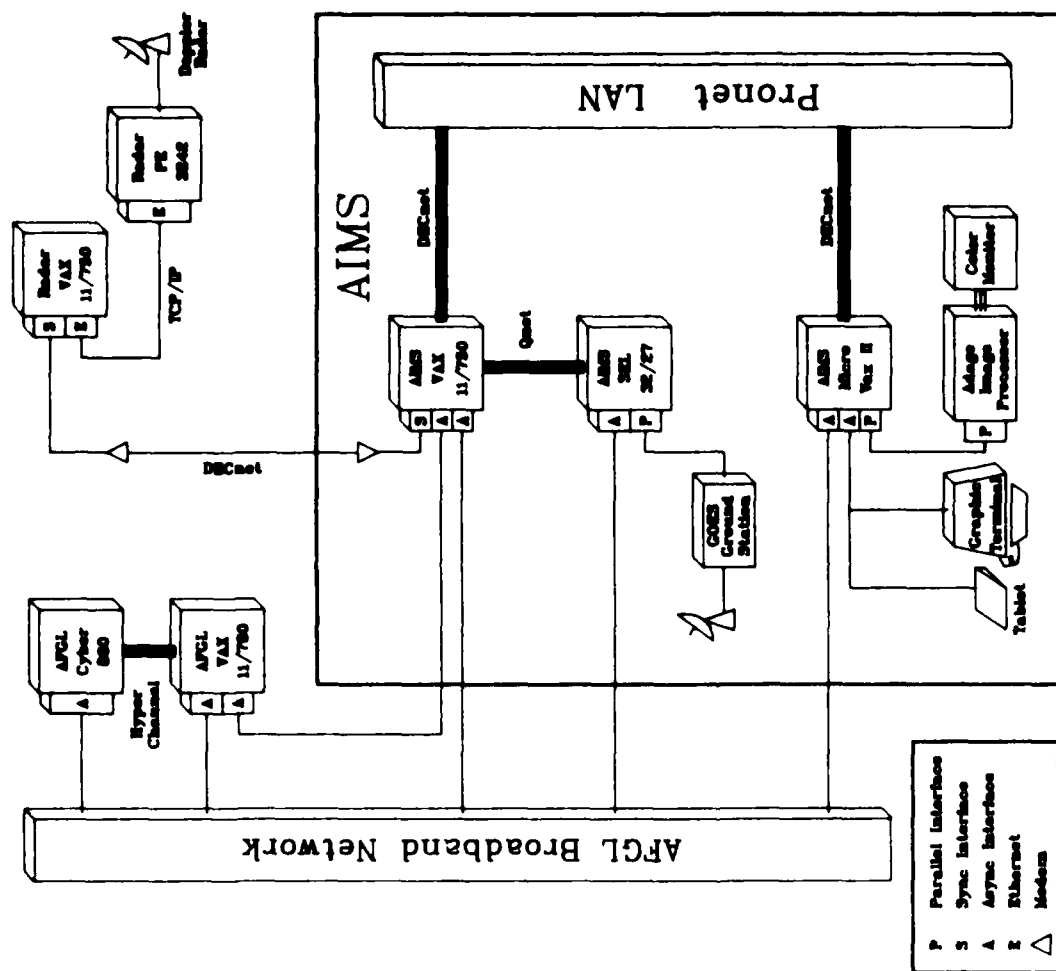 Doppler
Radar
Radar
PE
3242
E
Radar
VAX
11/750
S
E
TCP/IP
DECnet
AFGL
Cyber
860
A
Hyper
Channel
AFGL
VAX
11/780
A
A
AFGL Broadband Network
AIMS
Pronet LAN
DECnet
AIMS
VAX
11/750
S
A
A
Qnet
AIMS
SEL
32/27
A
P
GOES
Ground
Station
DECnet
AIMS
Micro
Vax II
A
A
P
Color
Monitor
Adage
Image
Processor
P
Graphic
Terminal
Tablet
P Parallel Interface
S Sync Interface
A Async Interface
E Ethernet
Modem